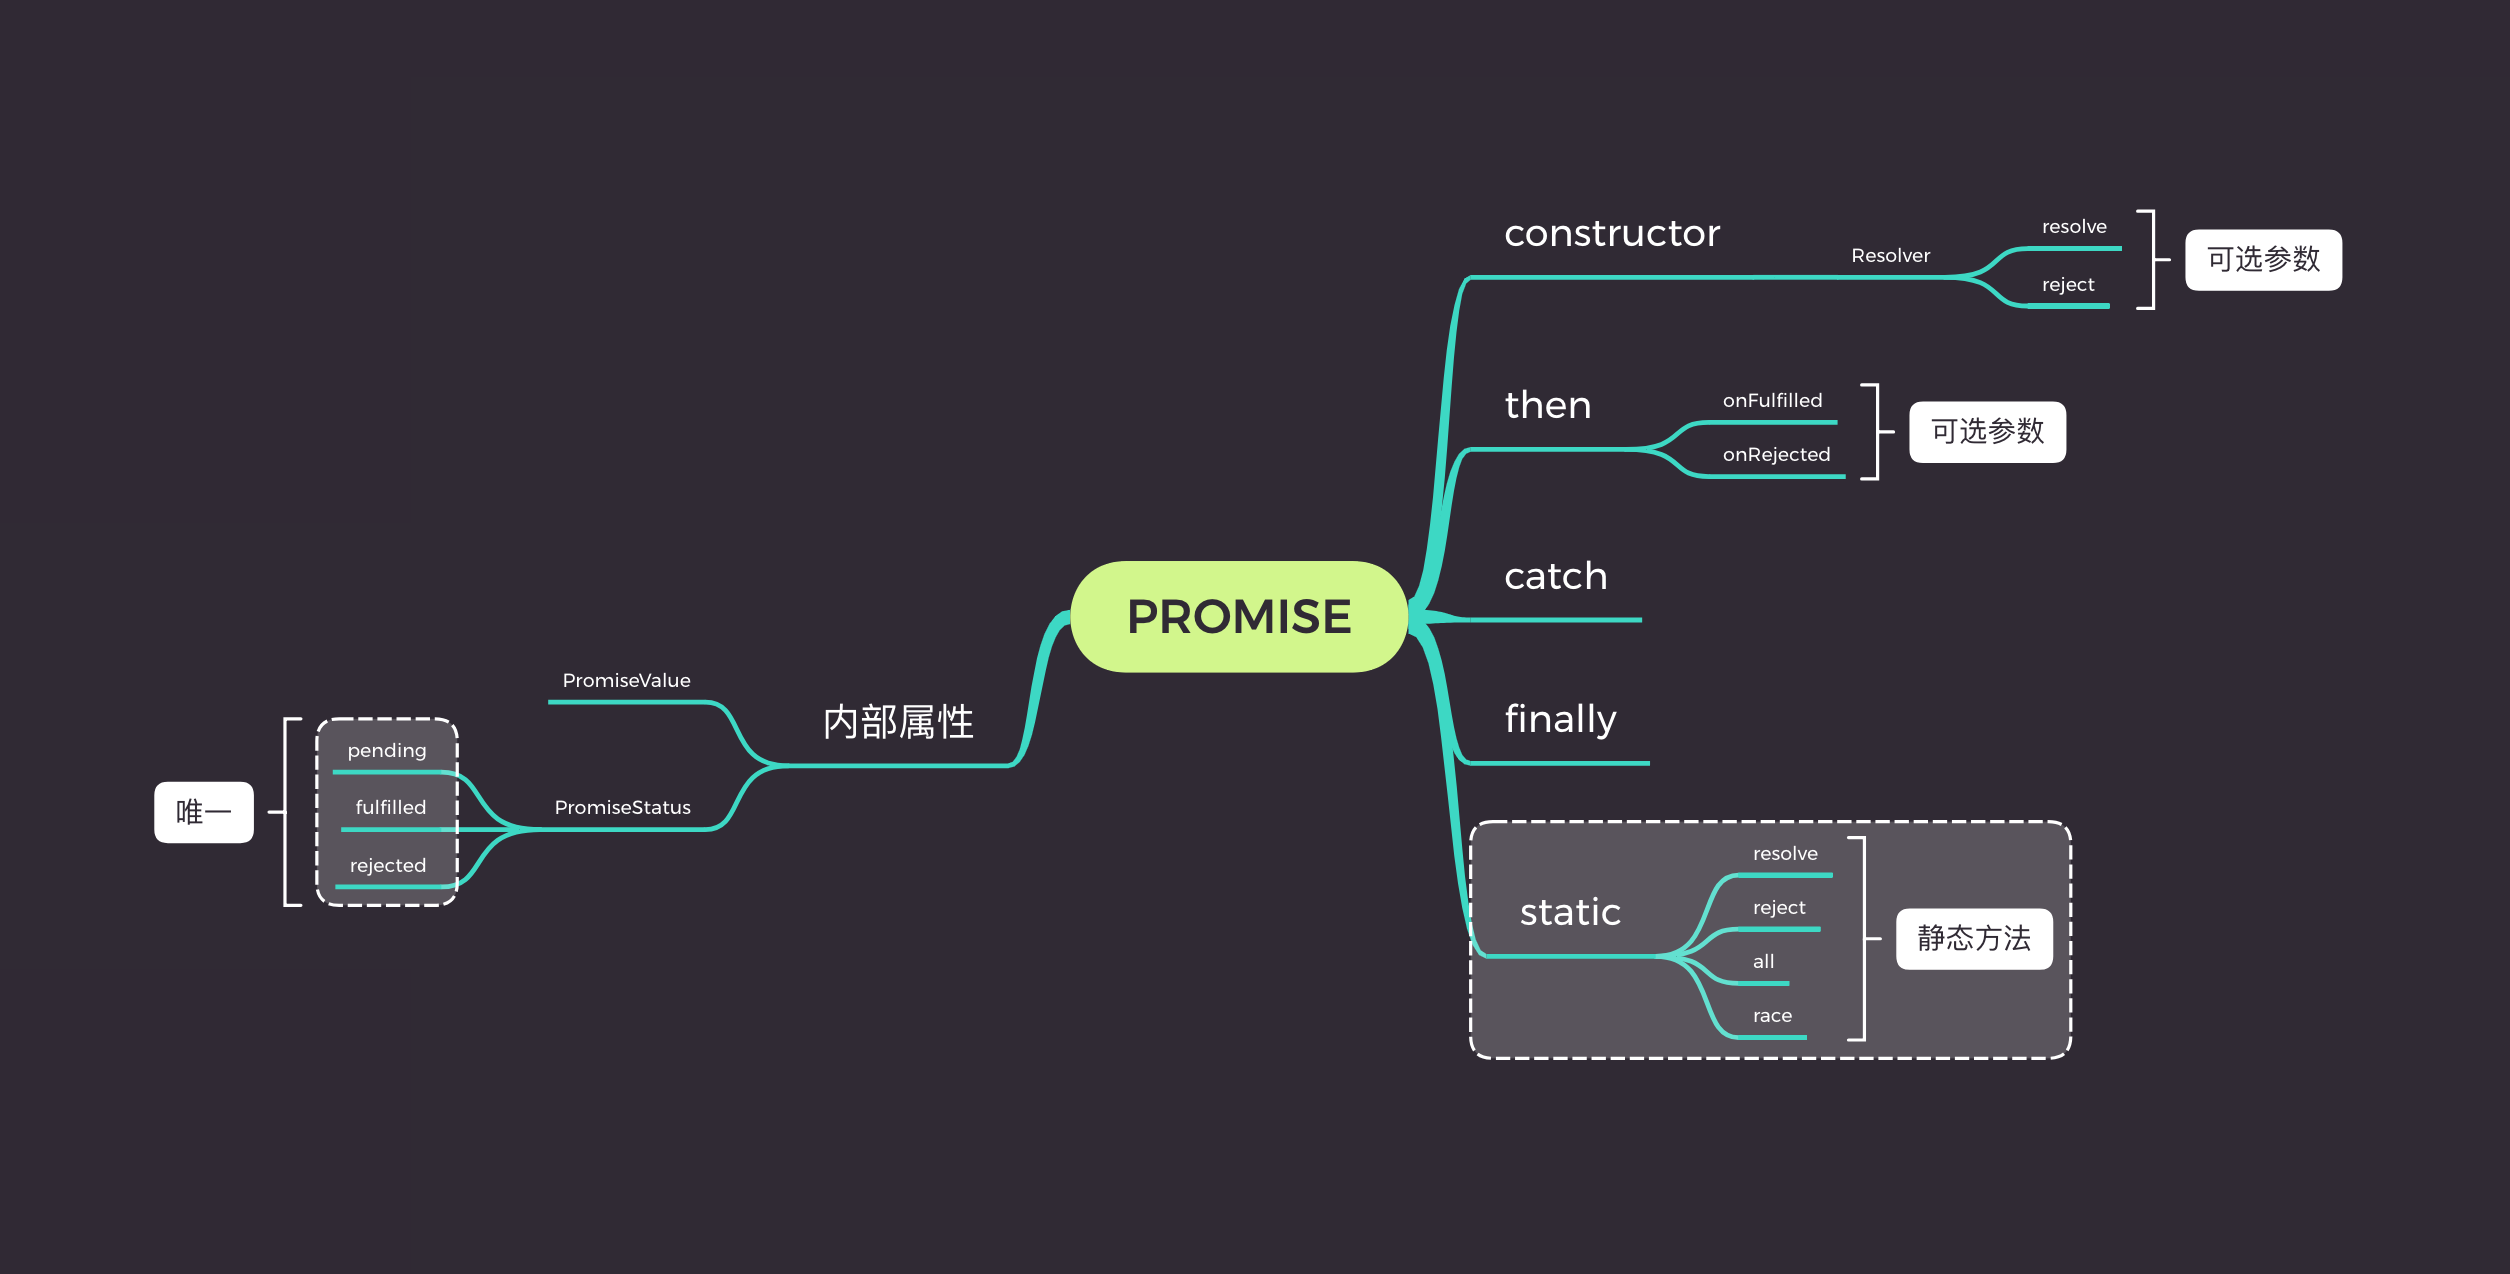 PROMISE
constructor
Resolver
resolve
reject
可选参数
then
onFulfilled
onRejected
可选参数
catch
finally
static
resolve
reject
all
race
静态方法
内部属性
PromiseValue
PromiseStatus
pending
fulfilled
rejected
唯一